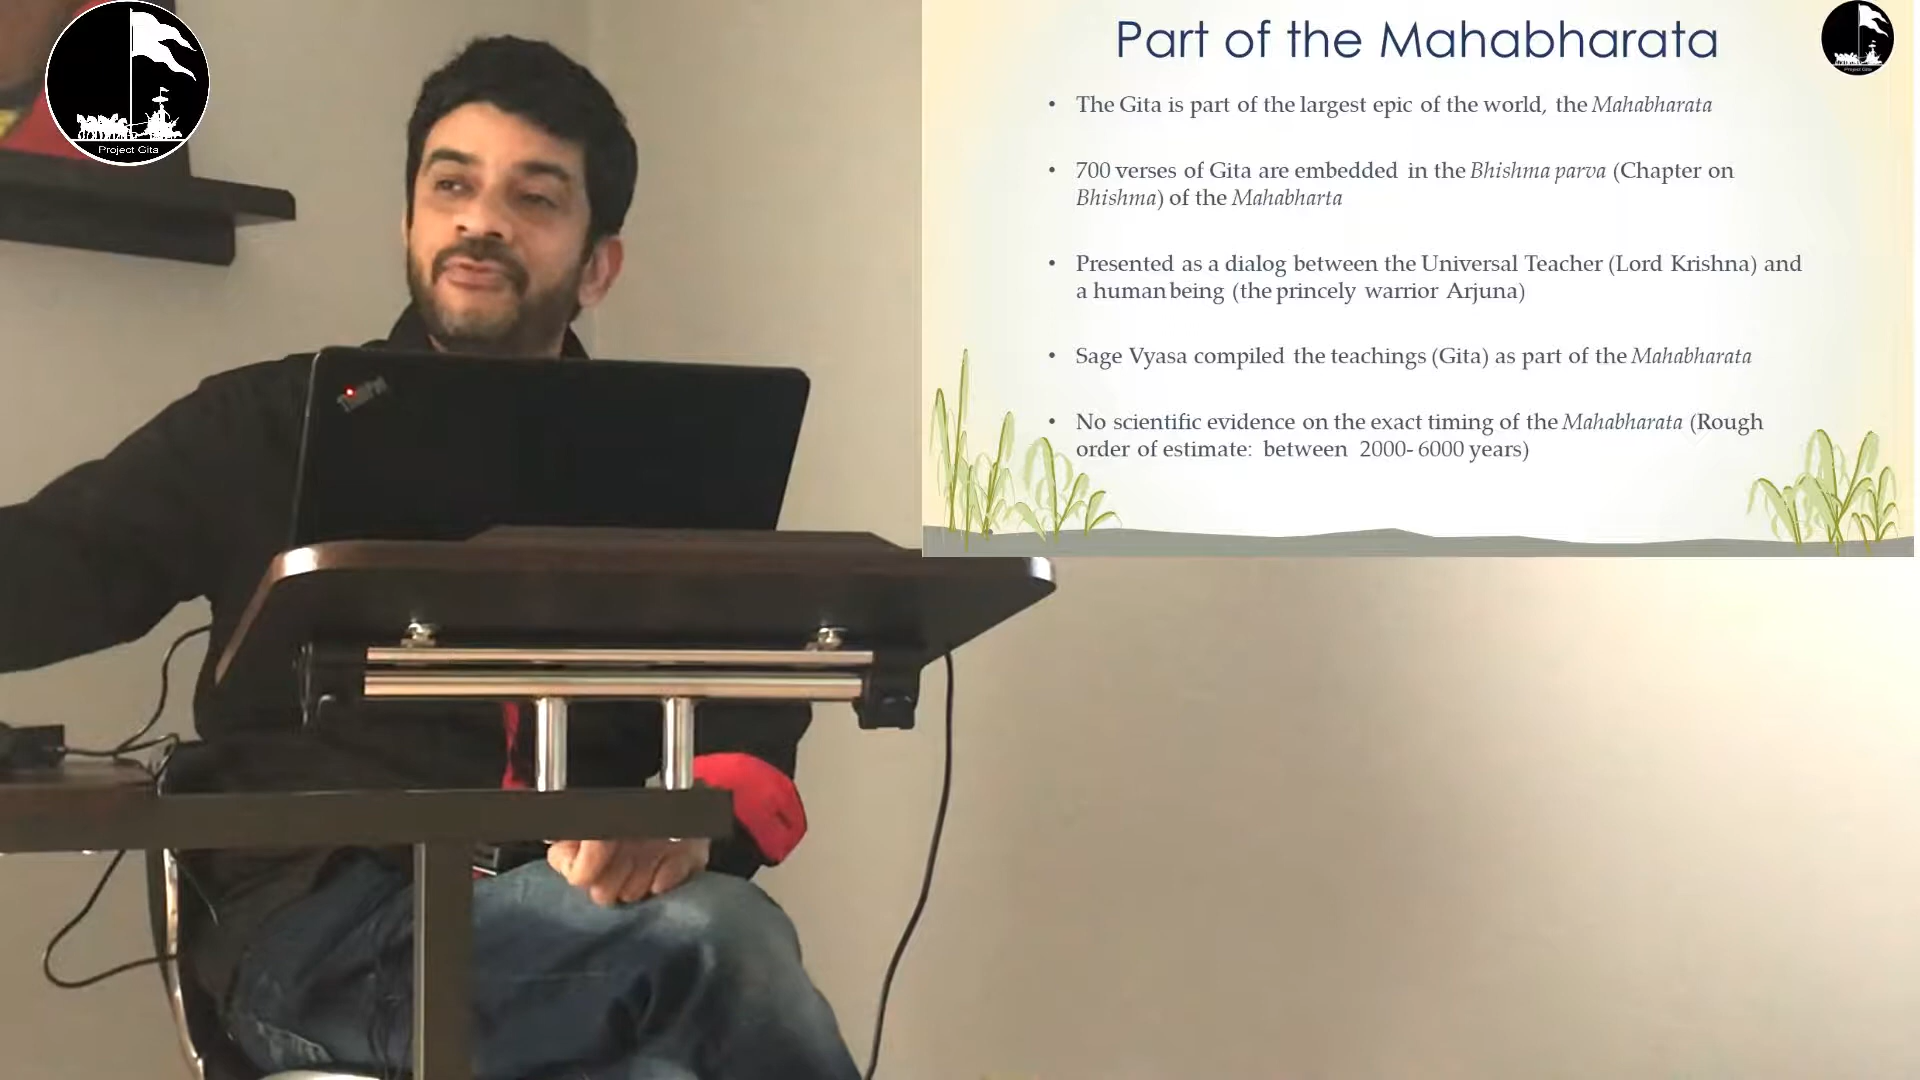 Project Gita
Part of the Mahabharata
Project Gita
• The Gita is part of the largest epic of the world, the Mahabharata
• 700 verses of Gita are embedded in the Bhishma parva (Chapter on
Bhishma) of the Mahabharta
• Presented as a dialog between the Universal Teacher (Lord Krishna) and
a human being (the princely warrior Arjuna)
• Sage Vyasa compiled the teachings (Gita) as part of the Mahabharata
• No scientific evidence on the exact timing of the Mahabharata (Rough
order of estimate: between 2000- 6000 years)
ThinkPad